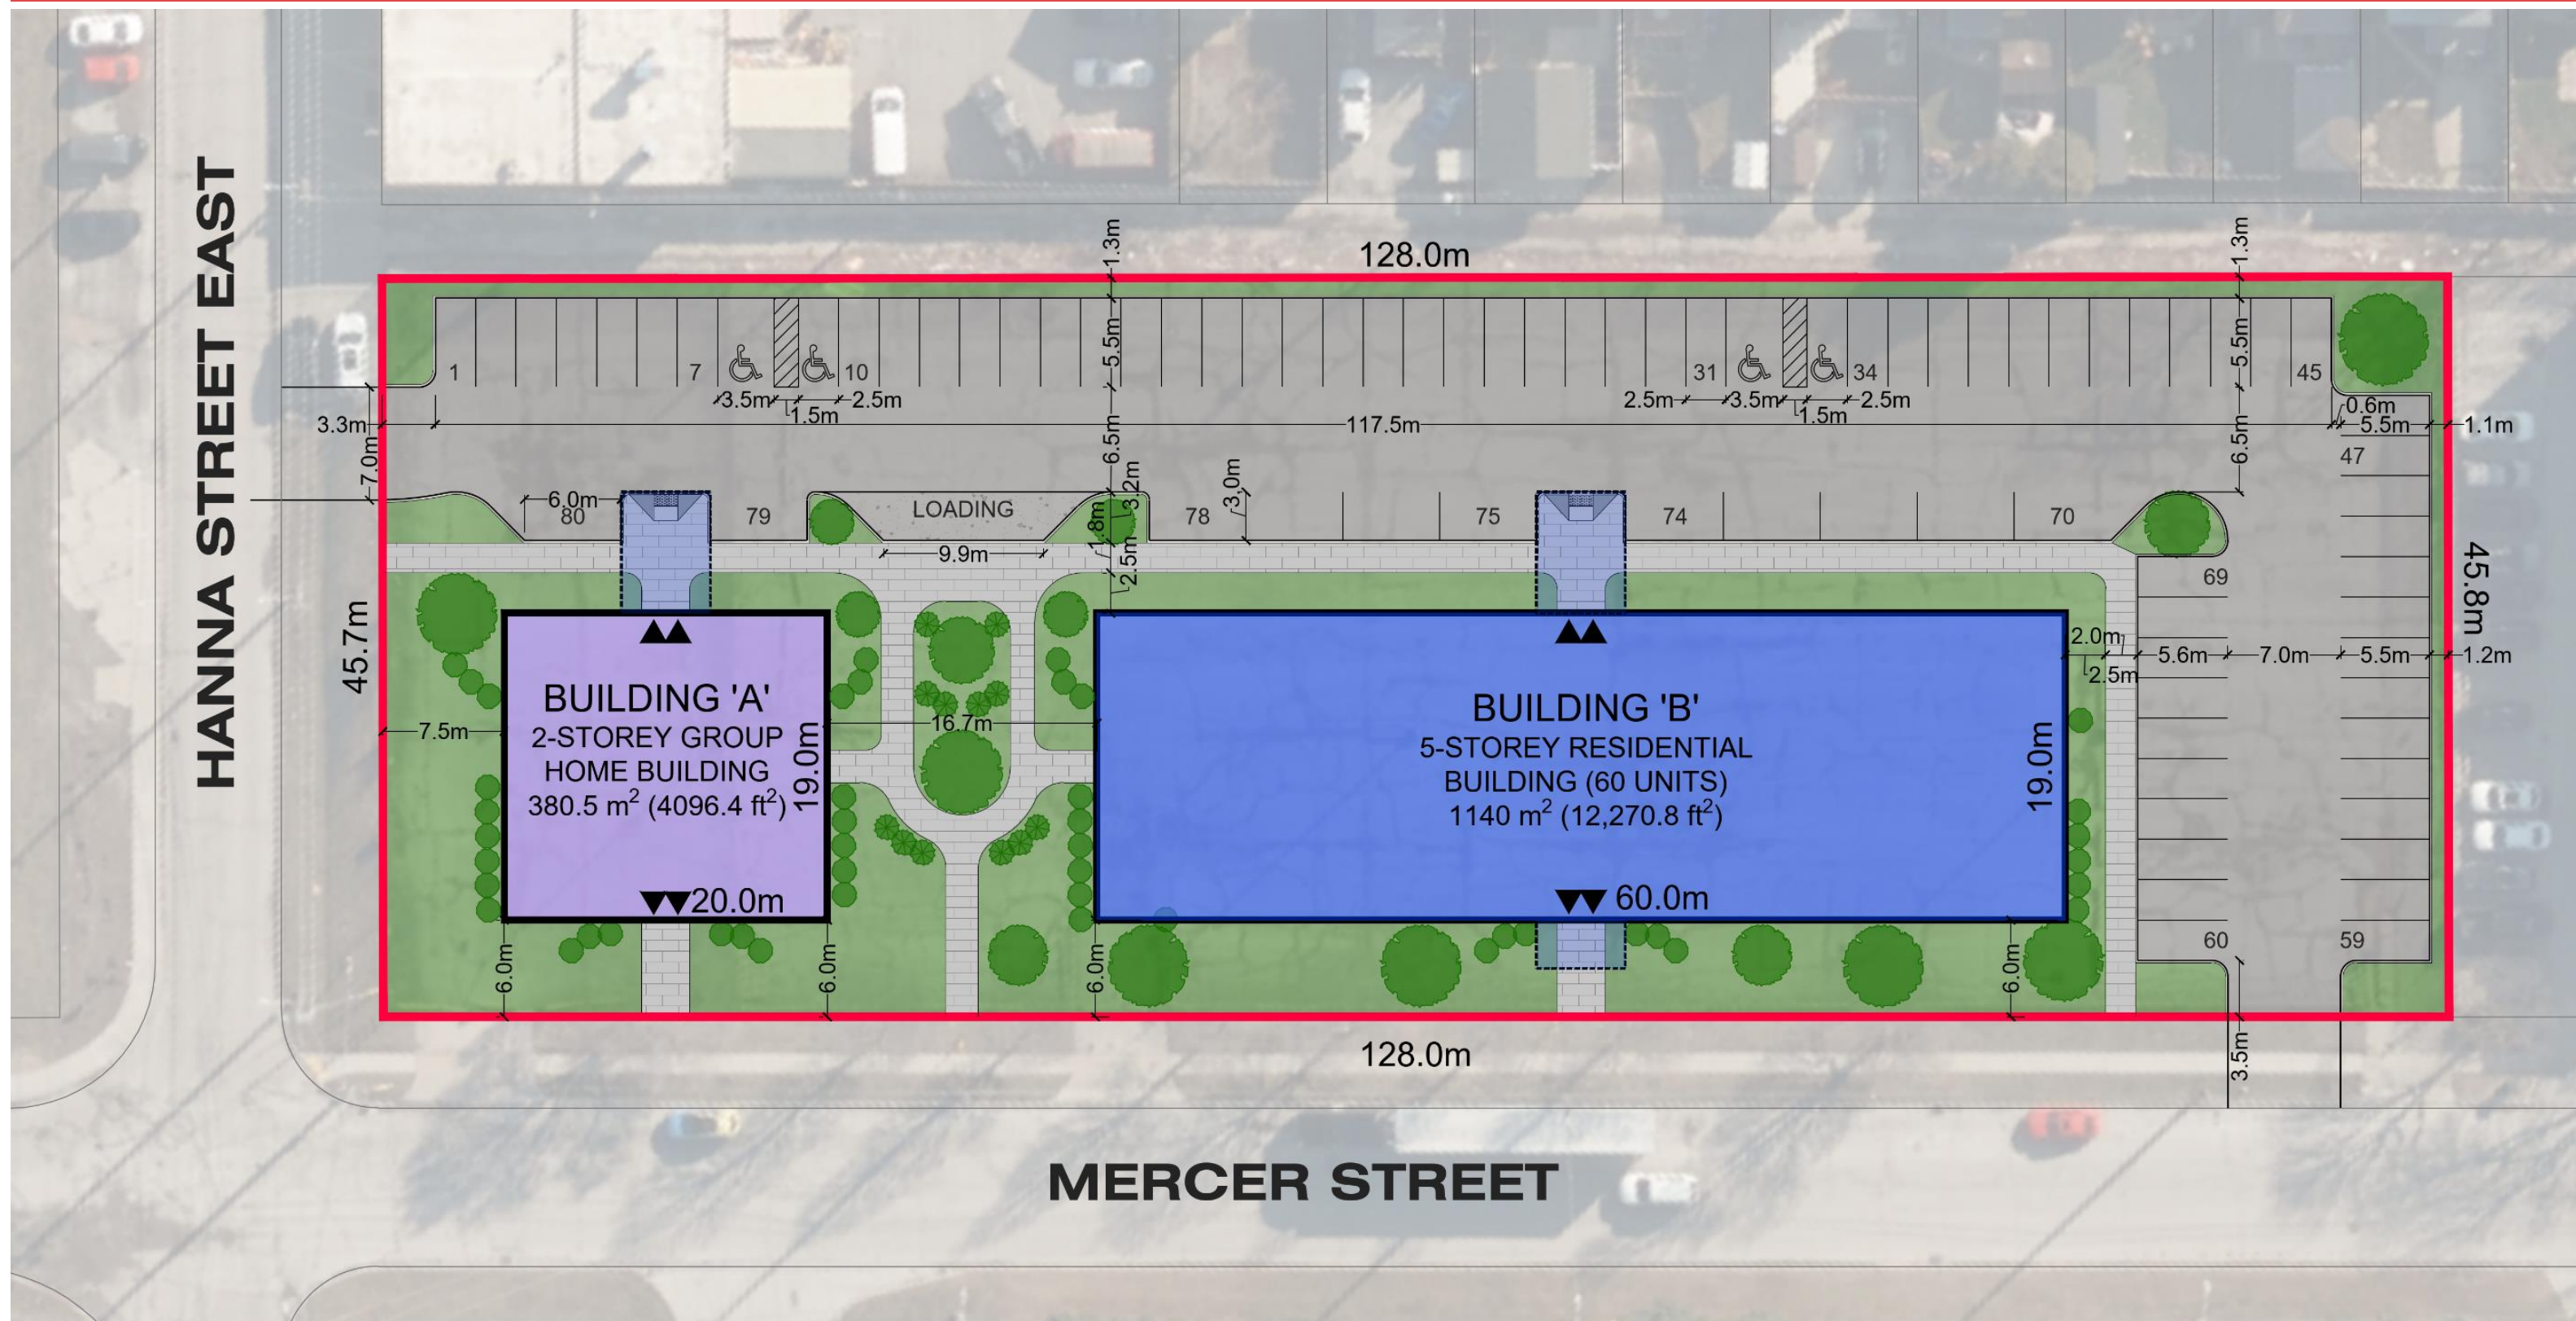 HANNA STREET EAST
1.3m
128.0m
1.3m
5.5m
5.5m
1
7
10
31
34
45
3.5m
1.5m
2.5m
2.5m
3.5m
1.5m
2.5m
0.6m
3.3m
117.5m
5.5m
1.1m
7.0m
6.5m
6.5m
47
6.0m
80
79
LOADING
9.9m
1.8m
3.2m
2.5m
78
3.0m
75
74
70
69
45.7m
45.8m
7.5m
BUILDING 'A'
2-STOREY GROUP
HOME BUILDING
380.5 m² (4096.4 ft²)
19.0m
20.0m
16.7m
BUILDING 'B'
5-STOREY RESIDENTIAL
BUILDING (60 UNITS)
1140 m² (12,270.8 ft²)
19.0m
60.0m
2.0m
2.5m
5.6m
7.0m
5.5m
1.2m
60
59
6.0m
6.0m
6.0m
6.0m
3.5m
128.0m
MERCER STREET